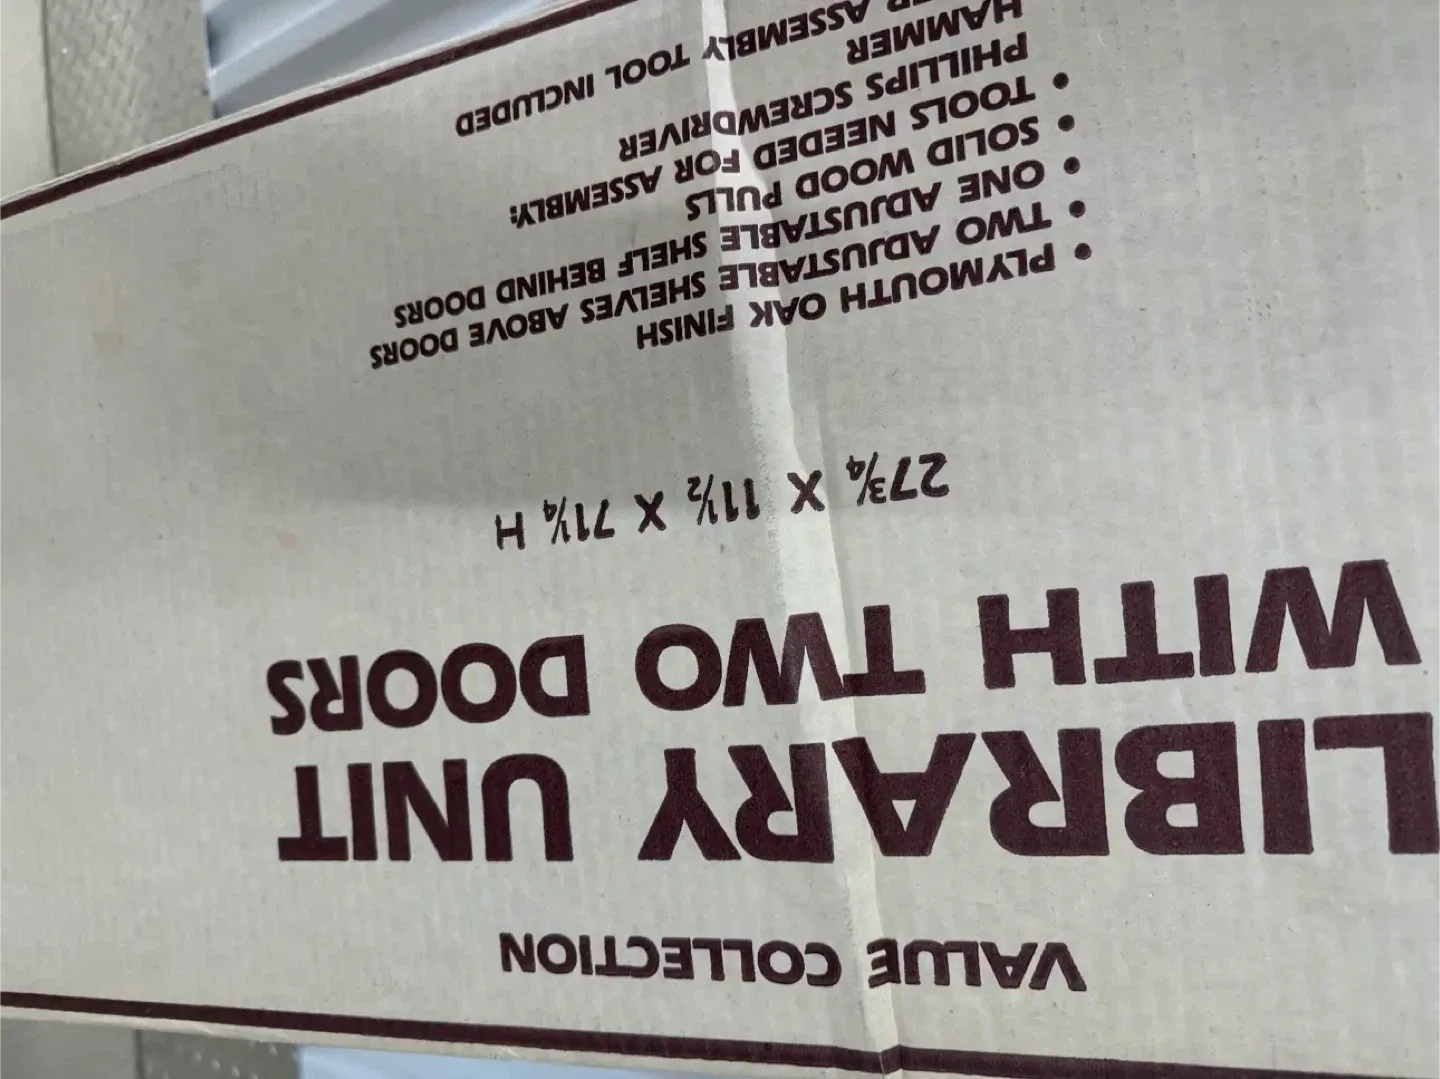 VALUE COLLECTION
LIBRARY UNIT
WITH TWO DOORS
27¾ X 11½ X 71¼ H
• PLYMOUTH OAK FINISH
• TWO ADJUSTABLE SHELVES ABOVE DOORS
• ONE ADJUSTABLE SHELF BEHIND DOORS
• SOLID WOOD PULLS
• TOOLS NEEDED FOR ASSEMBLY:
PHILLIPS SCREWDRIVER
HAMMER
ASSEMBLY TOOL INCLUDED